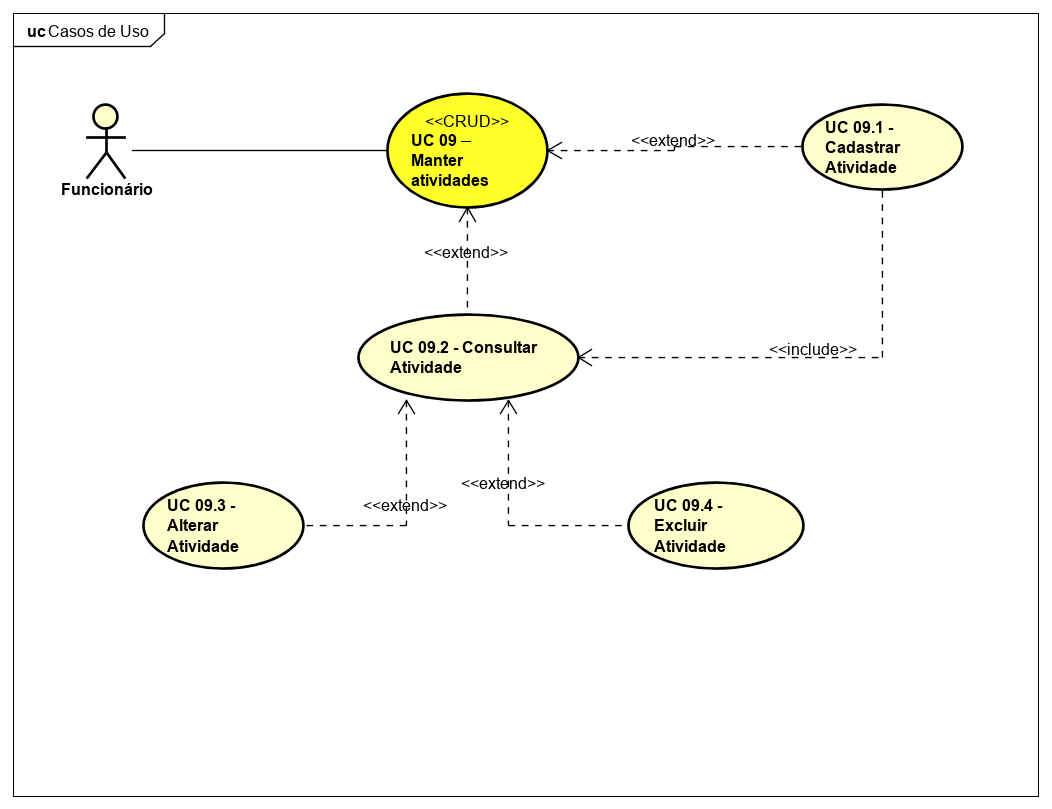 uc Casos de Uso
Funcionário
<<CRUD>>
UC 09 –
Manter
atividades
<<extend>>
UC 09.1 -
Cadastrar
Atividade
<<extend>>
UC 09.2 - Consultar
Atividade
<<include>>
UC 09.3 -
Alterar
Atividade
<<extend>>
<<extend>>
UC 09.4 -
Excluir
Atividade